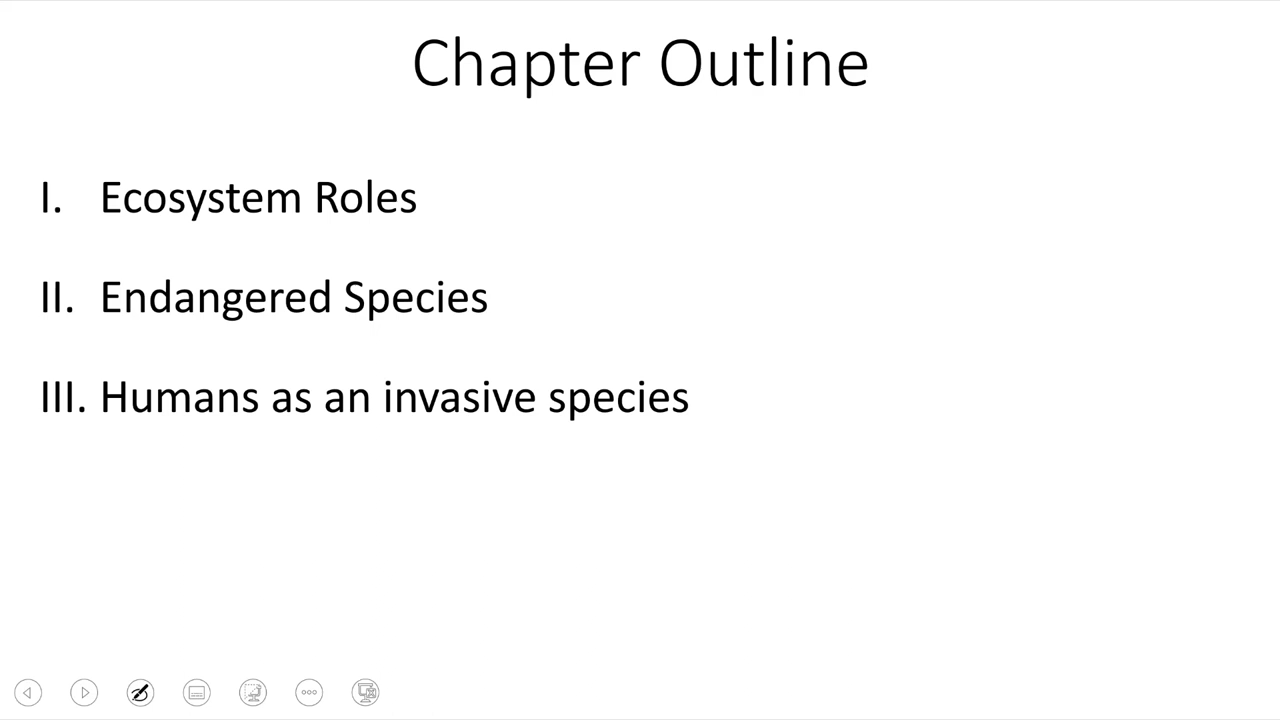 Chapter Outline
I. Ecosystem Roles
II. Endangered Species
III. Humans as an invasive species